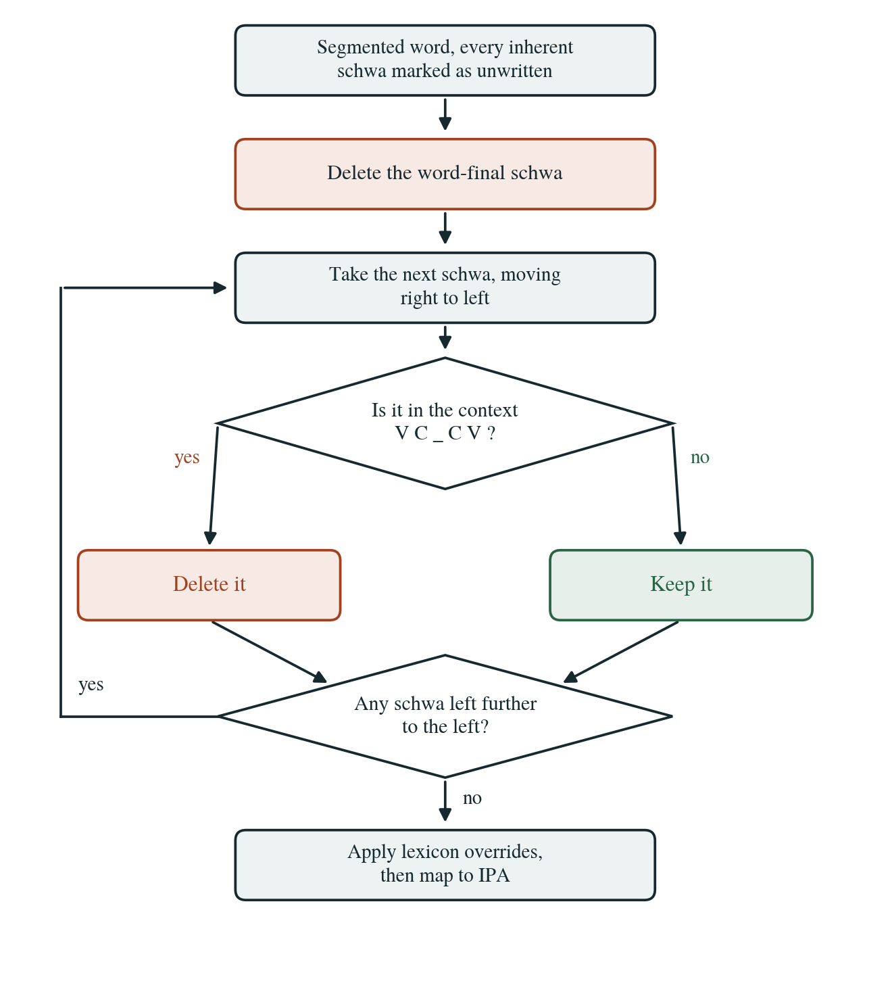 Segmented word, every inherent
schwa marked as unwritten
Delete the word-final schwa
Take the next schwa, moving
right to left
Is it in the context
V C _ C V ?
yes
no
Delete it
Keep it
yes
Any schwa left further
to the left?
no
Apply lexicon overrides,
then map to IPA